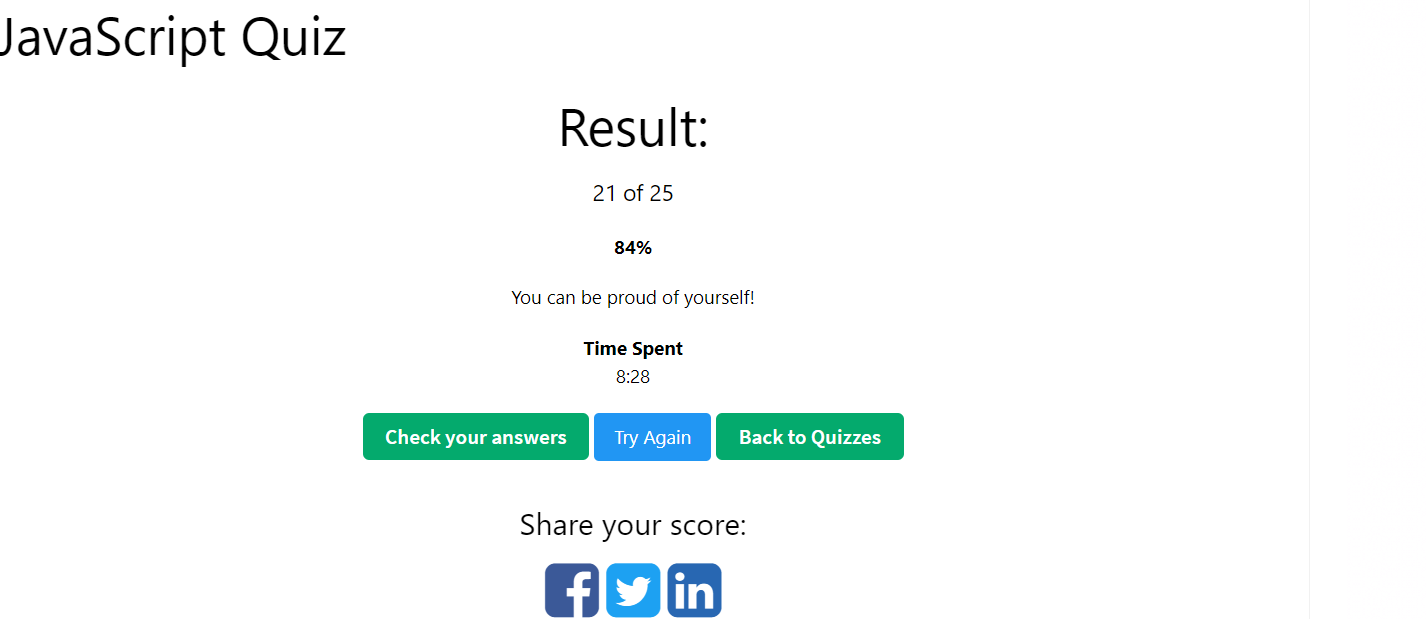 JavaScript Quiz
Result:
21 of 25
84%
You can be proud of yourself!
Time Spent
8:28
Check your answers Try Again Back to Quizzes
Share your score:
f in